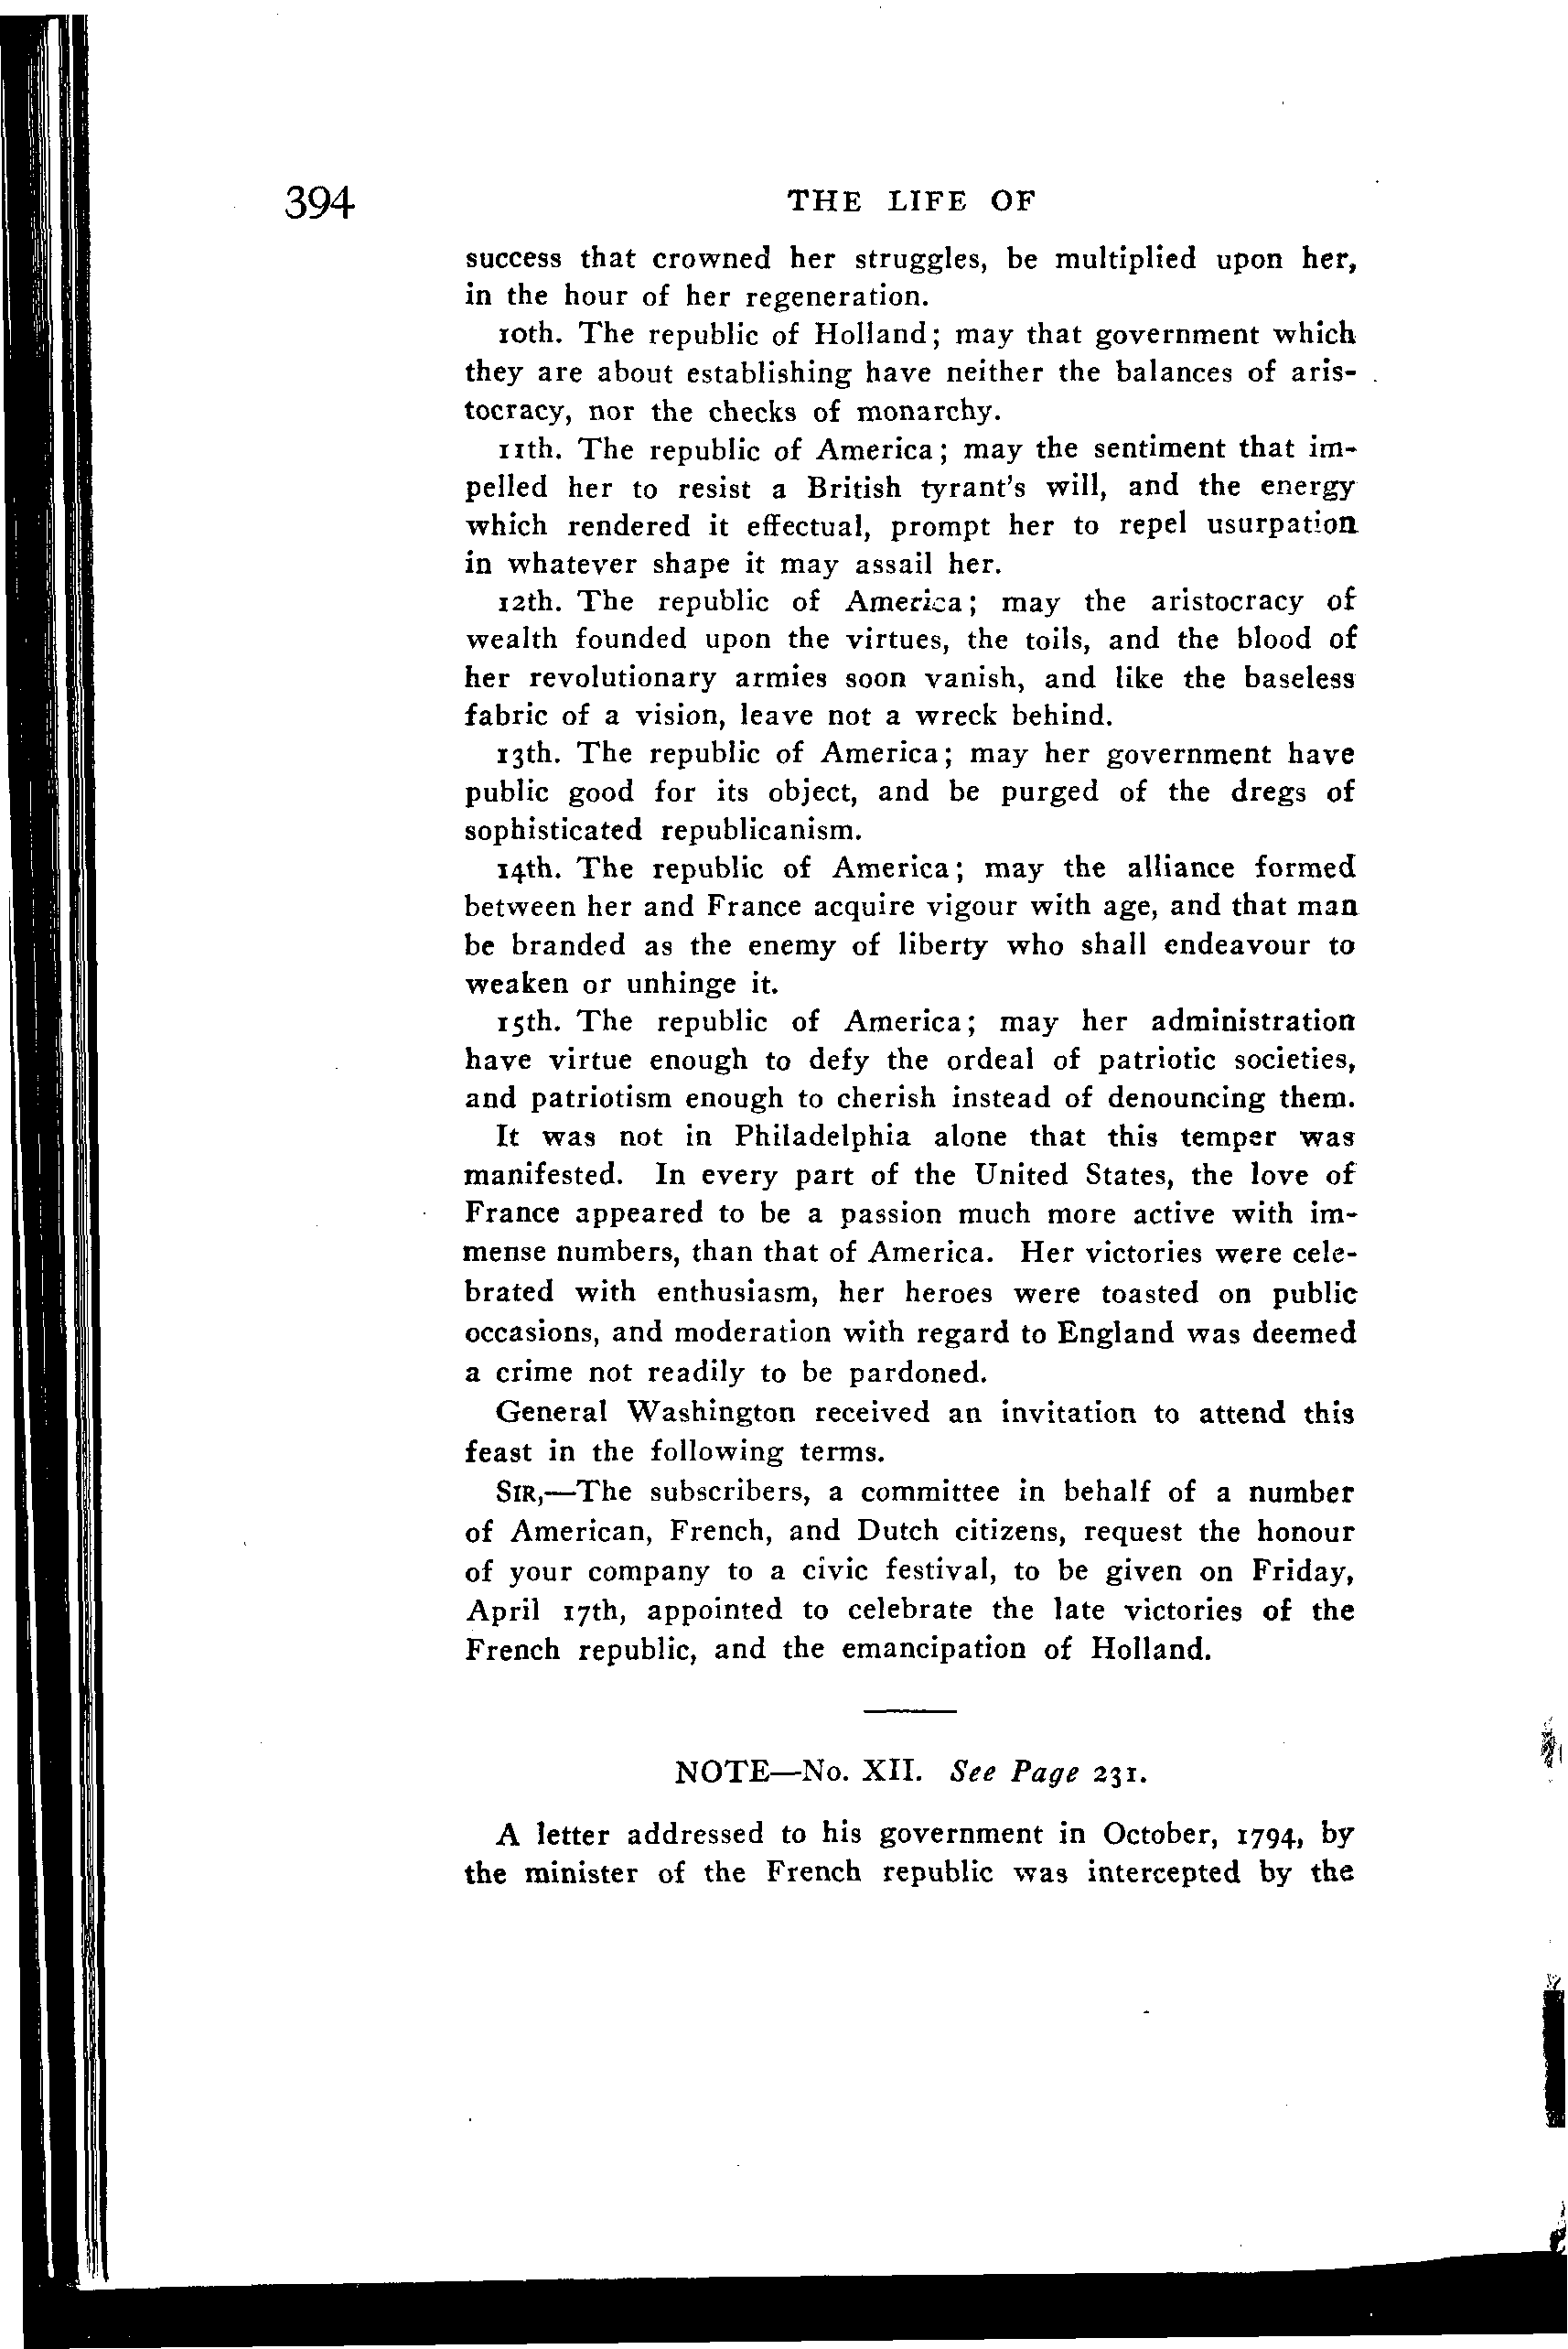 394 THE LIFE OF
success that crowned her struggles, be multiplied upon her,
in the hour of her regeneration.
10th. The republic of Holland; may that government which
they are about establishing have neither the balances of aris-
tocracy, nor the checks of monarchy.
11th. The republic of America; may the sentiment that im-
pelled her to resist a British tyrant's will, and the energy
which rendered it effectual, prompt her to repel usurpation
in whatever shape it may assail her.
12th. The republic of America; may the aristocracy of
wealth founded upon the virtues, the toils, and the blood of
her revolutionary armies soon vanish, and like the baseless
fabric of a vision, leave not a wreck behind.
13th. The republic of America; may her government have
public good for its object, and be purged of the dregs of
sophisticated republicanism.
14th. The republic of America; may the alliance formed
between her and France acquire vigour with age, and that man
be branded as the enemy of liberty who shall endeavour to
weaken or unhinge it.
15th. The republic of America; may her administration
have virtue enough to defy the ordeal of patriotic societies,
and patriotism enough to cherish instead of denouncing them.
It was not in Philadelphia alone that this temper was
manifested. In every part of the United States, the love of
France appeared to be a passion much more active with im-
mense numbers, than that of America. Her victories were cele-
brated with enthusiasm, her heroes were toasted on public
occasions, and moderation with regard to England was deemed
a crime not readily to be pardoned.
General Washington received an invitation to attend this
feast in the following terms.
SIR,—The subscribers, a committee in behalf of a number
of American, French, and Dutch citizens, request the honour
of your company to a civic festival, to be given on Friday,
April 17th, appointed to celebrate the late victories of the
French republic, and the emancipation of Holland.
NOTE—No. XII. See Page 231.
A letter addressed to his government in October, 1794, by
the minister of the French republic was intercepted by the